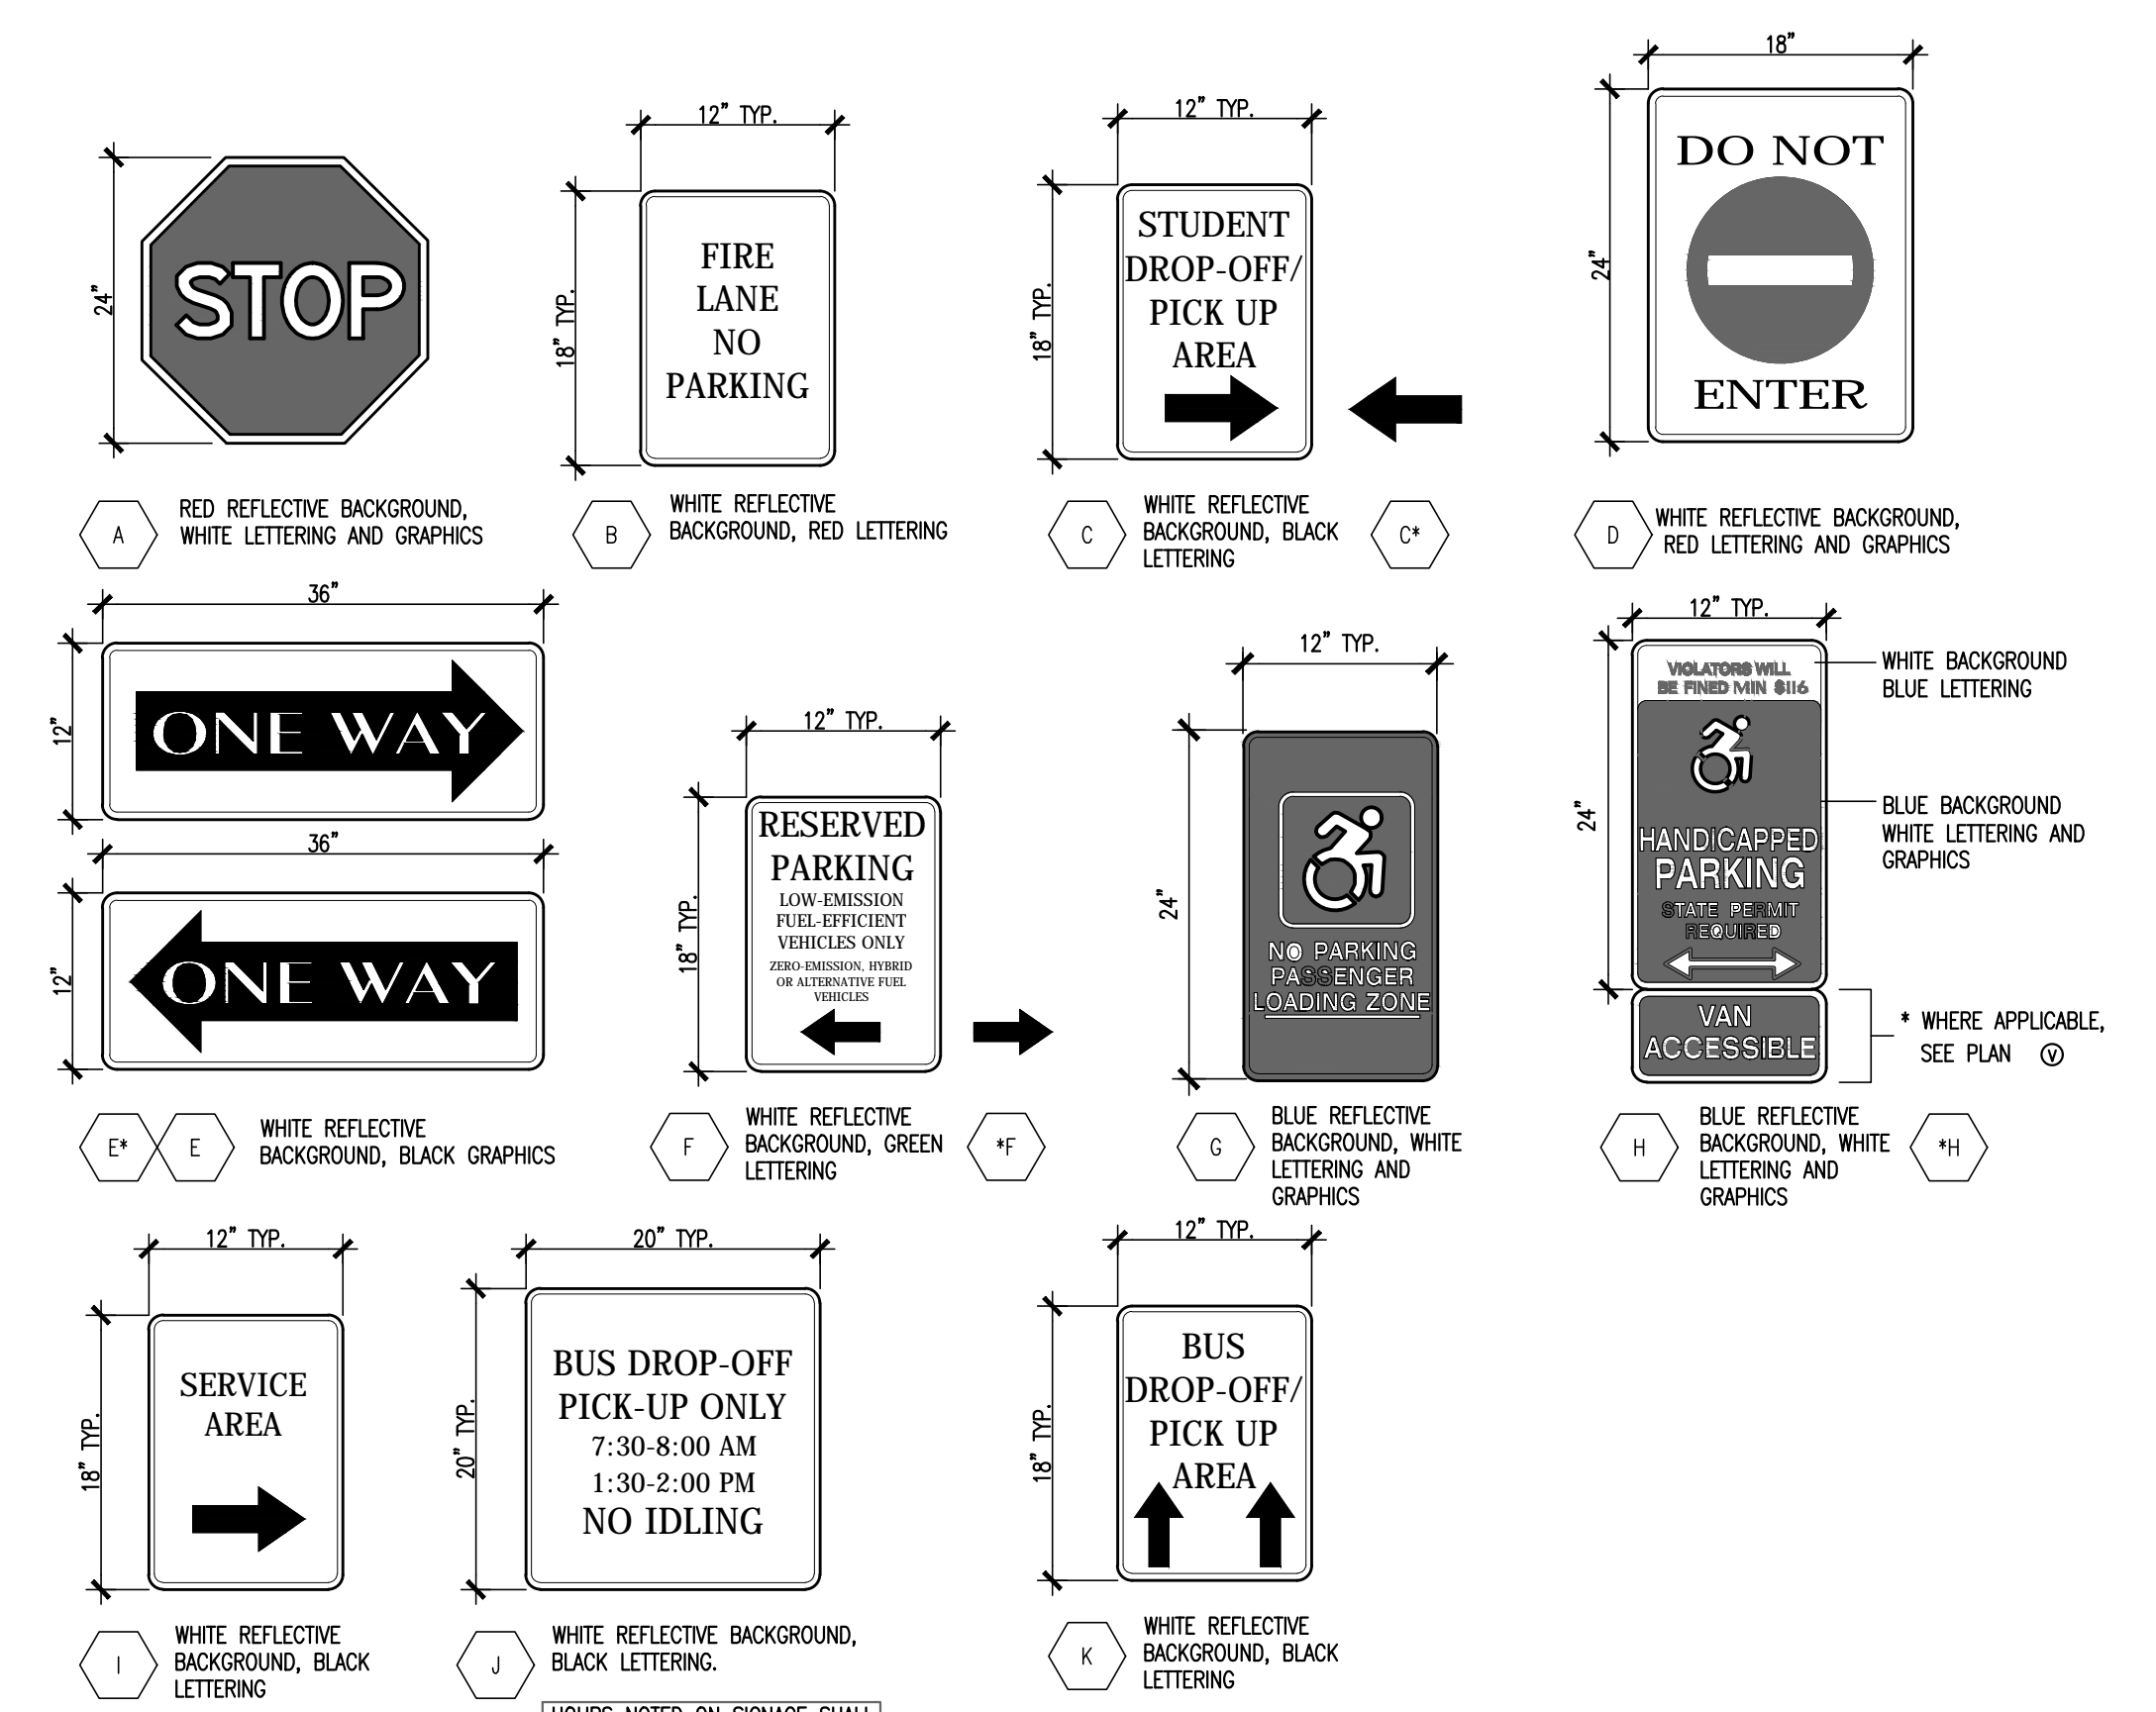 24"
STOP
A
RED REFLECTIVE BACKGROUND,
WHITE LETTERING AND GRAPHICS
12" TYP.
18" TYP.
FIRE
LANE
NO
PARKING
B
WHITE REFLECTIVE
BACKGROUND, RED LETTERING
12" TYP.
18" TYP.
STUDENT
DROP-OFF/
PICK UP
AREA
C
WHITE REFLECTIVE
BACKGROUND, BLACK
LETTERING
C*
18"
24"
DO NOT
ENTER
D
WHITE REFLECTIVE BACKGROUND,
RED LETTERING AND GRAPHICS
36"
12"
ONE WAY
36"
12"
ONE WAY
E*
E
WHITE REFLECTIVE
BACKGROUND, BLACK GRAPHICS
12" TYP.
18" TYP.
RESERVED
PARKING
LOW-EMISSION
FUEL-EFFICIENT
VEHICLES ONLY
ZERO-EMISSION, HYBRID
OR ALTERNATIVE FUEL
VEHICLES
F
WHITE REFLECTIVE
BACKGROUND, GREEN
LETTERING
*F
12" TYP.
24"
NO PARKING
PASSENGER
LOADING ZONE
G
BLUE REFLECTIVE
BACKGROUND, WHITE
LETTERING AND
GRAPHICS
12" TYP.
24"
VIOLATORS WILL
BE FINED MIN $116
WHITE BACKGROUND
BLUE LETTERING
HANDICAPPED
PARKING
STATE PERMIT
REQUIRED
BLUE BACKGROUND
WHITE LETTERING AND
GRAPHICS
VAN
ACCESSIBLE
* WHERE APPLICABLE,
SEE PLAN V
H
BLUE REFLECTIVE
BACKGROUND, WHITE
LETTERING AND
GRAPHICS
*H
12" TYP.
18" TYP.
SERVICE
AREA
I
WHITE REFLECTIVE
BACKGROUND, BLACK
LETTERING
20" TYP.
20" TYP.
BUS DROP-OFF
PICK-UP ONLY
7:30-8:00 AM
1:30-2:00 PM
NO IDLING
J
WHITE REFLECTIVE BACKGROUND,
BLACK LETTERING.
HOURS NOTED ON SIGNAGE SHALL
12" TYP.
18" TYP.
BUS
DROP-OFF/
PICK UP
AREA
K
WHITE REFLECTIVE
BACKGROUND, BLACK
LETTERING